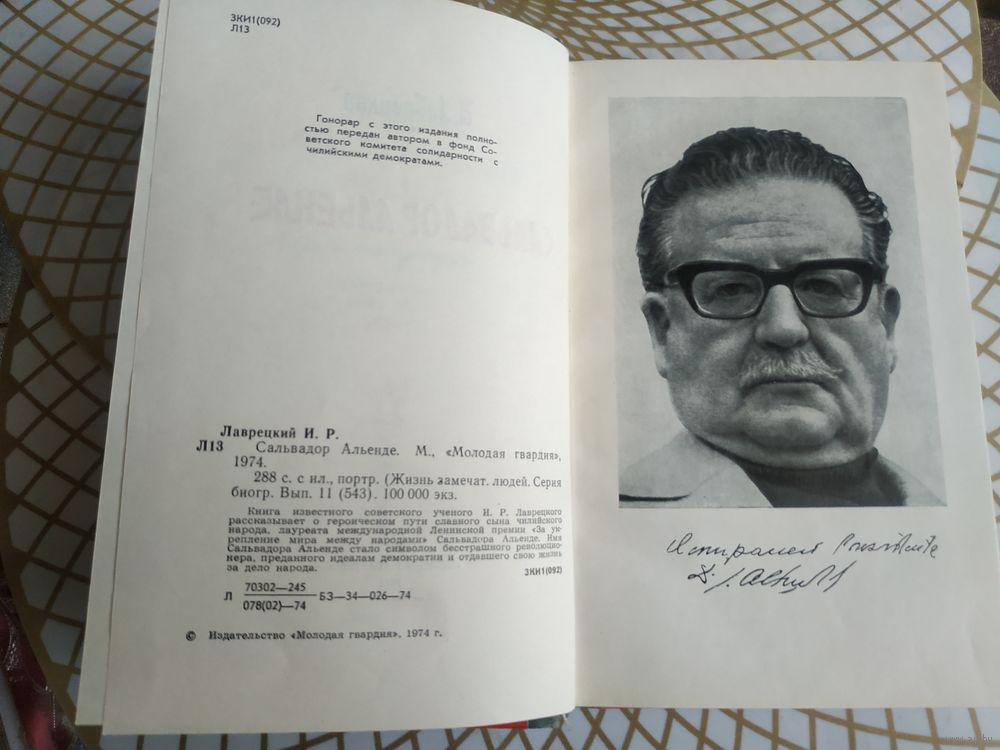 ЗКИ1(092)
Л13
Гонорар с этого издания полно-
стью передан автором в фонд Со-
ветского комитета солидарности с
чилийскими демократами.
Лаврецкий И. Р.
Л13 Сальвадор Альенде. М., «Молодая гвардия»,
1974.
288 с. с ил., портр. (Жизнь замечат. людей. Серия
биогр. Вып. 11 (543). 100 000 экз.
Книга известного советского ученого И. Р. Лаврецкого
рассказывает о героическом пути славного сына чилийского
народа, лауреата международной Ленинской премии «За ук-
репление мира между народами» Сальвадора Альенде. Имя
Сальвадора Альенде стало символом бесстрашного революцио-
нера, преданного идеалам демократии и отдавшего свою жизнь
за дело народа.
ЗКИ1(092)
70302—245
Л БЗ—34—026—74
078(02)—74
© Издательство «Молодая гвардия». 1974 г.